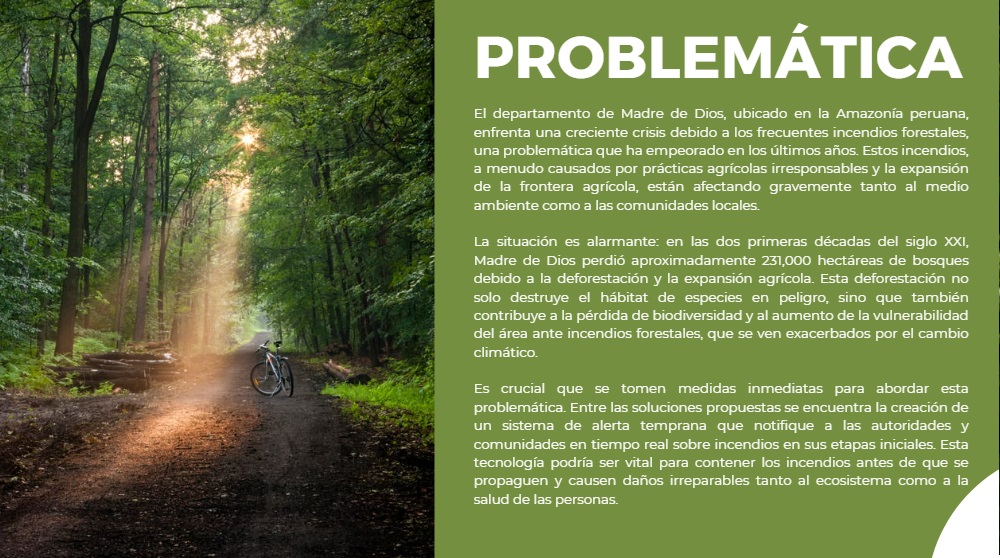 PROBLEMÁTICA
El departamento de Madre de Dios, ubicado en la Amazonía peruana,
enfrenta una creciente crisis debido a los frecuentes incendios forestales,
una problemática que ha empeorado en los últimos años. Estos incendios,
a menudo causados por prácticas agrícolas irresponsables y la expansión
de la frontera agrícola, están afectando gravemente tanto al medio
ambiente como a las comunidades locales.
La situación es alarmante: en las dos primeras décadas del siglo XXI,
Madre de Dios perdió aproximadamente 231,000 hectáreas de bosques
debido a la deforestación y la expansión agrícola. Esta deforestación no
solo destruye el hábitat de especies en peligro, sino que también
contribuye a la pérdida de biodiversidad y al aumento de la vulnerabilidad
del área ante incendios forestales, que se ven exacerbados por el cambio
climático.
Es crucial que se tomen medidas inmediatas para abordar esta
problemática. Entre las soluciones propuestas se encuentra la creación de
un sistema de alerta temprana que notifique a las autoridades y
comunidades en tiempo real sobre incendios en sus etapas iniciales. Esta
tecnología podría ser vital para contener los incendios antes de que se
propaguen y causen daños irreparables tanto al ecosistema como a la
salud de las personas.